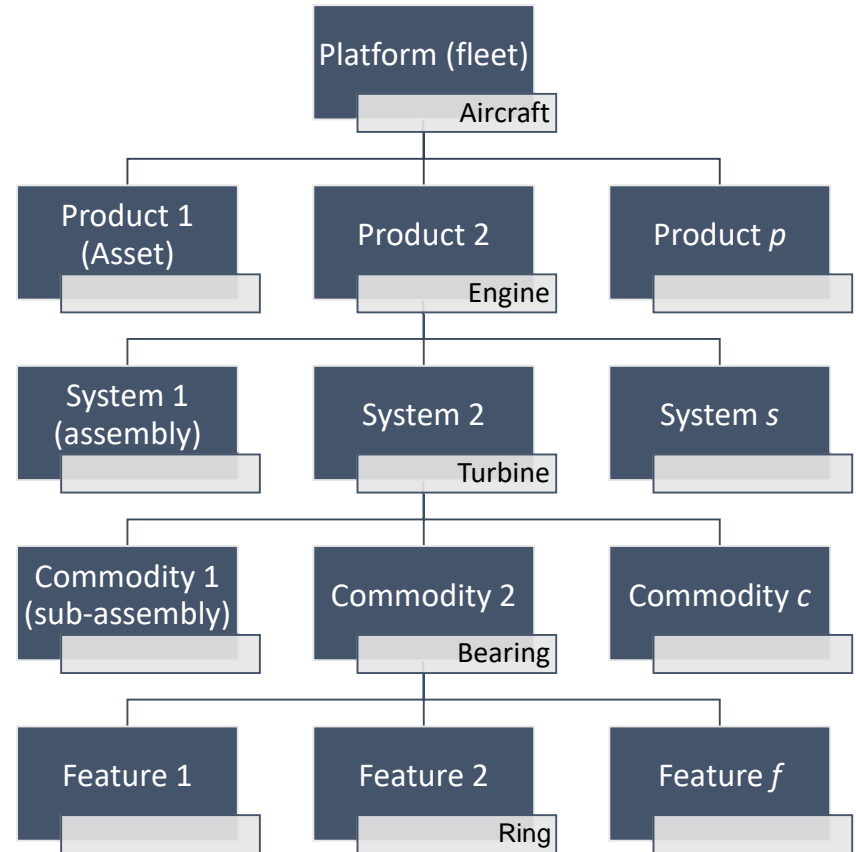 Platform (fleet)
Aircraft
Product 1
(Asset)
Product 2
Engine
Product p
System 1
(assembly)
System 2
Turbine
System s
Commodity 1
(sub-assembly)
Commodity 2
Bearing
Commodity c
Feature 1
Feature 2
Ring
Feature f